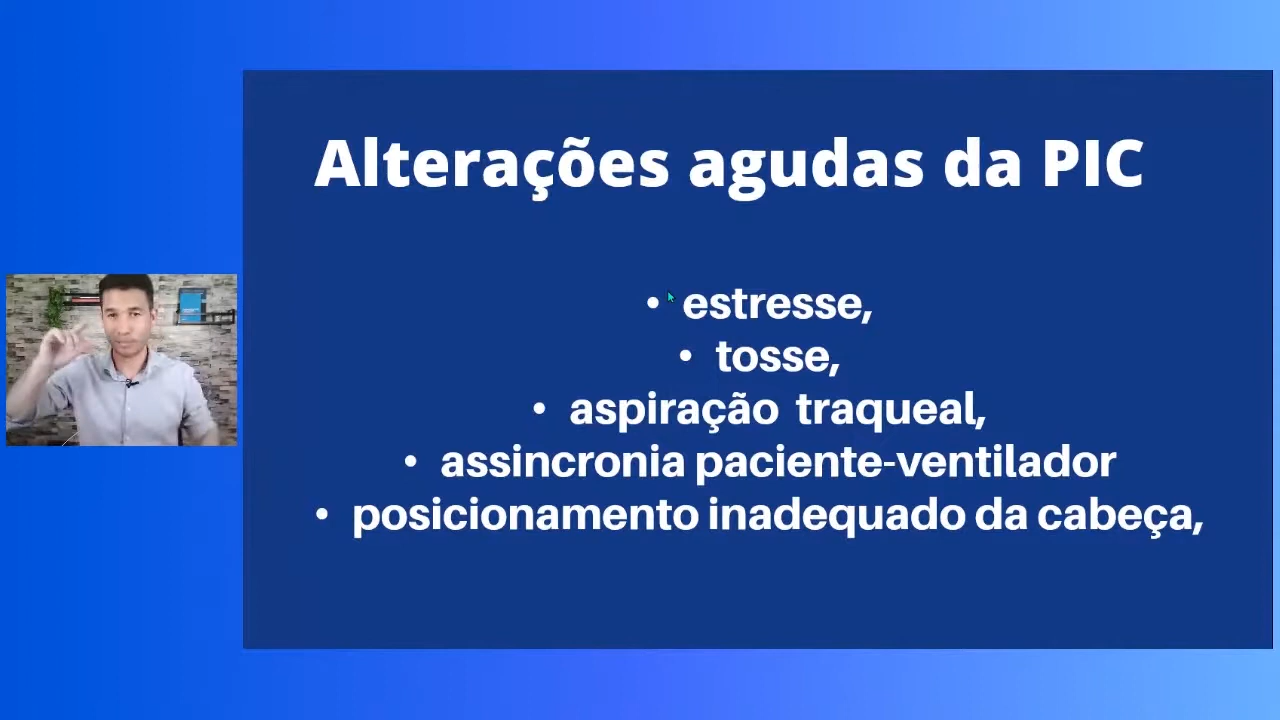 Alterações agudas da PIC
• estresse,
• tosse,
• aspiração traqueal,
• assincronia paciente-ventilador
• posicionamento inadequado da cabeça,